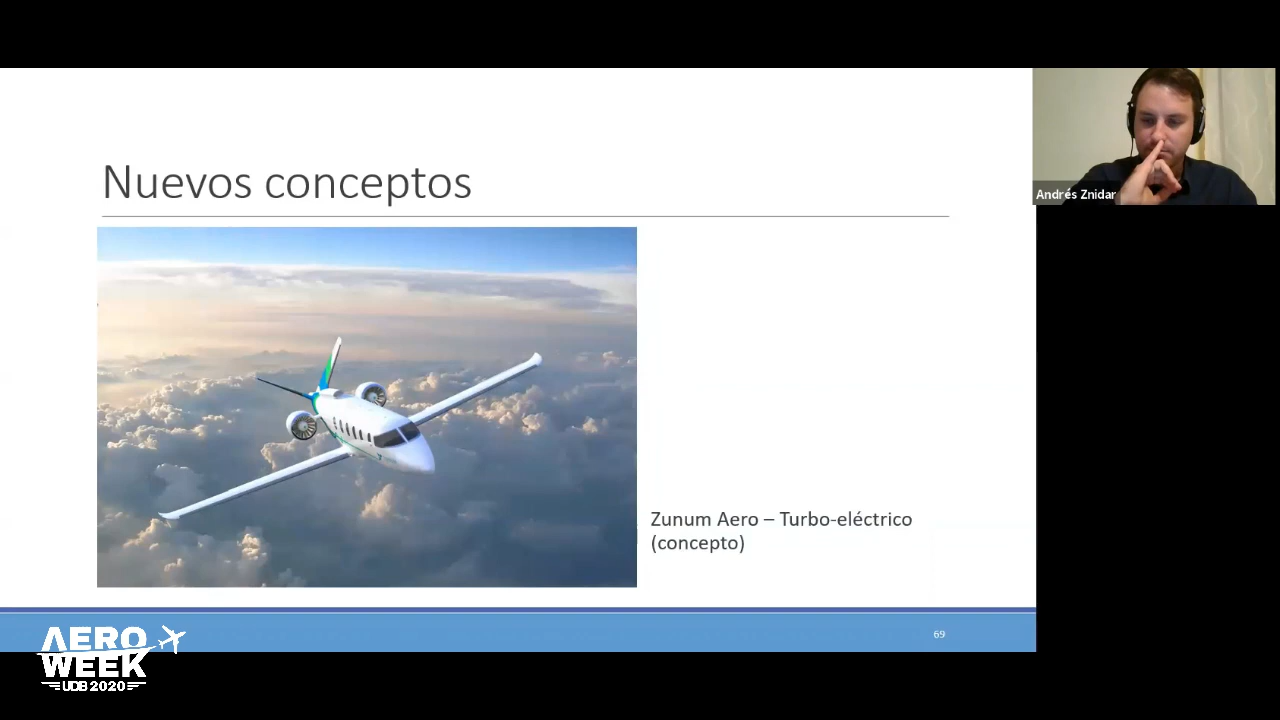 Nuevos conceptos
Andrés Znidar
Zunum Aero – Turbo-eléctrico
(concepto)
69
AERO
WEEK
UDB 2020